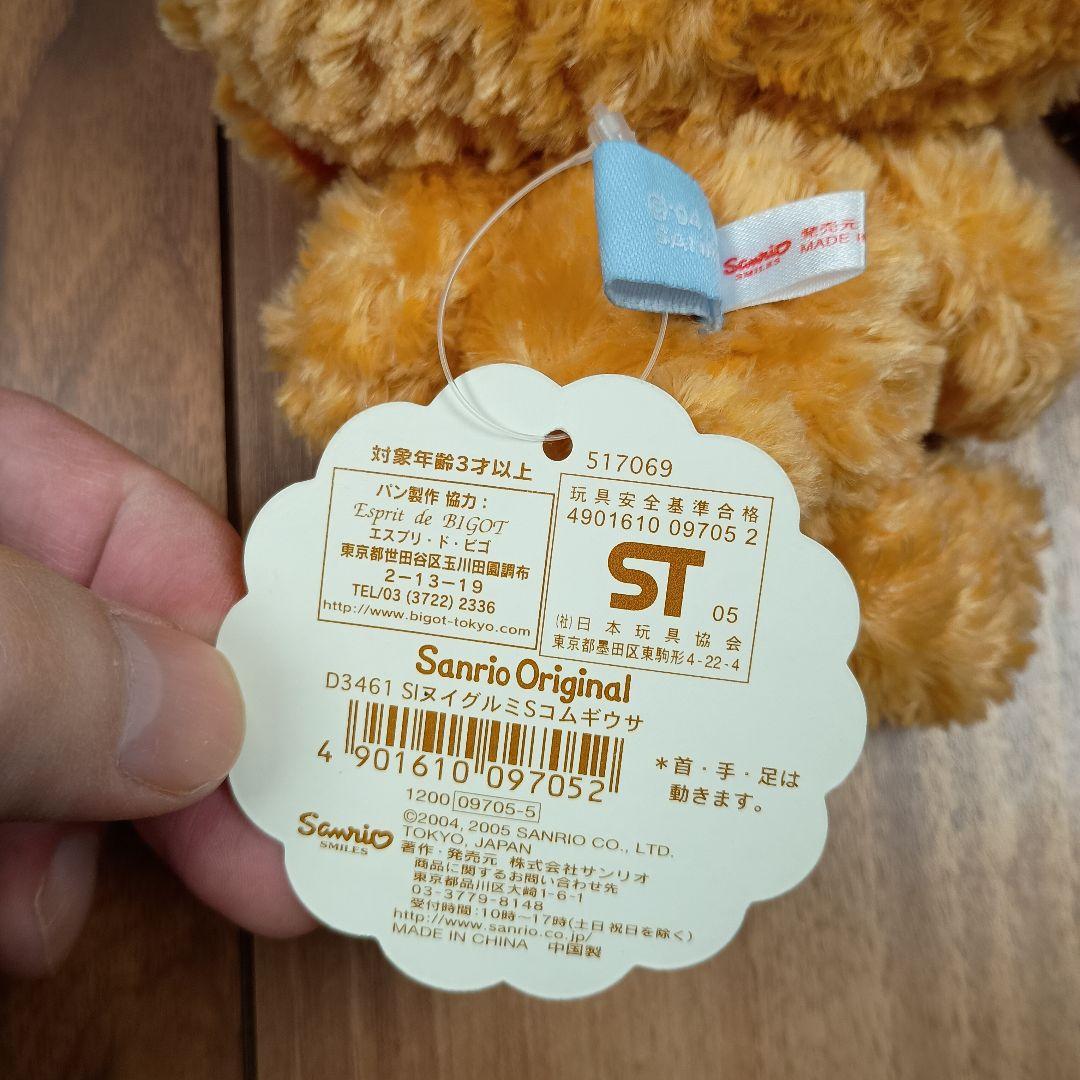 発売元
Sanrio
SMILES
MADE
対象年齢3才以上
517069
パン製作 協力：
Esprit de BIGOT
エスプリ・ド・ビゴ
東京都世田谷区玉川田園調布
2-13-19
TEL/03 (3722) 2336
http://www.bigot-tokyo.com
玩具安全基準合格
4901610 09705 2
ST
05
(社)日本玩具協会
東京都墨田区東駒形4-22-4
Sanrio Original
D3461 SIヌイグルミSコムギウサ
4 901610 097052
＊首・手・足は
動きます。
1200 09705-5
Sanrio
SMILES
©2004, 2005 SANRIO CO., LTD.
TOKYO, JAPAN
著作・発売元 株式会社サンリオ
商品に関するお問い合わせ先
東京都品川区大崎1-6-1
03-3779-8148
受付時間：10時〜17時(土日 祝日を除く)
http://www.sanrio.co.jp/
MADE IN CHINA 中国製